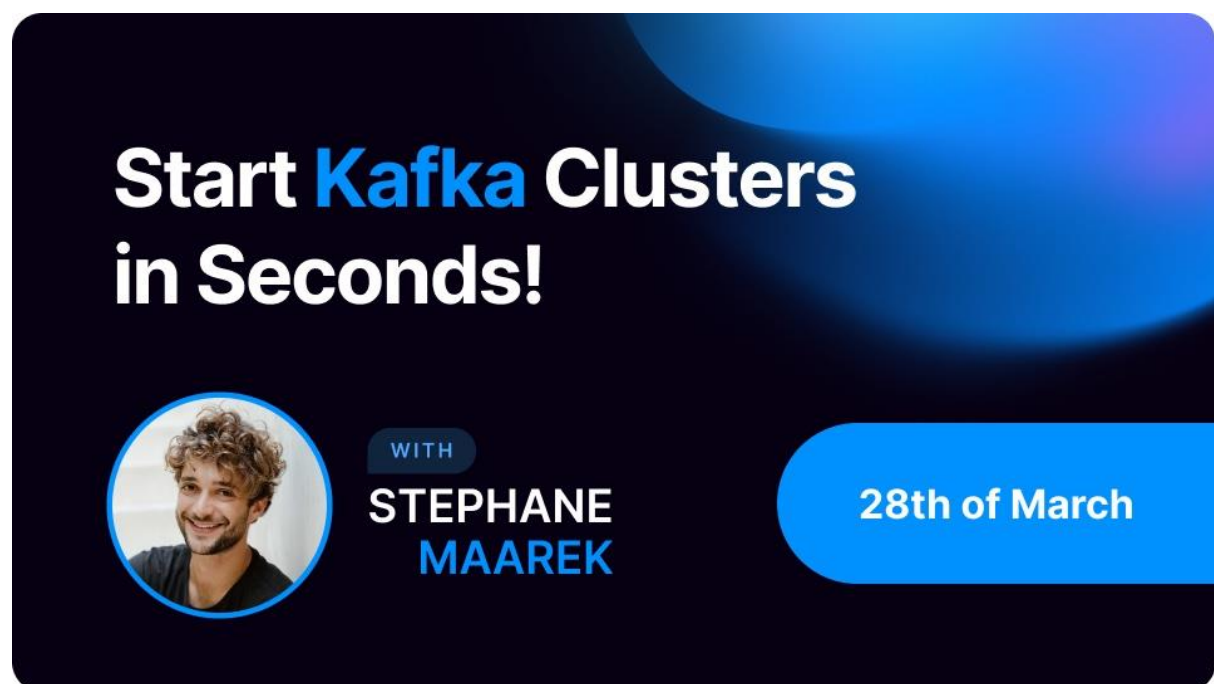 Start Kafka Clusters
in Seconds!
WITH
STEPHANE
MAAREK
28th of March